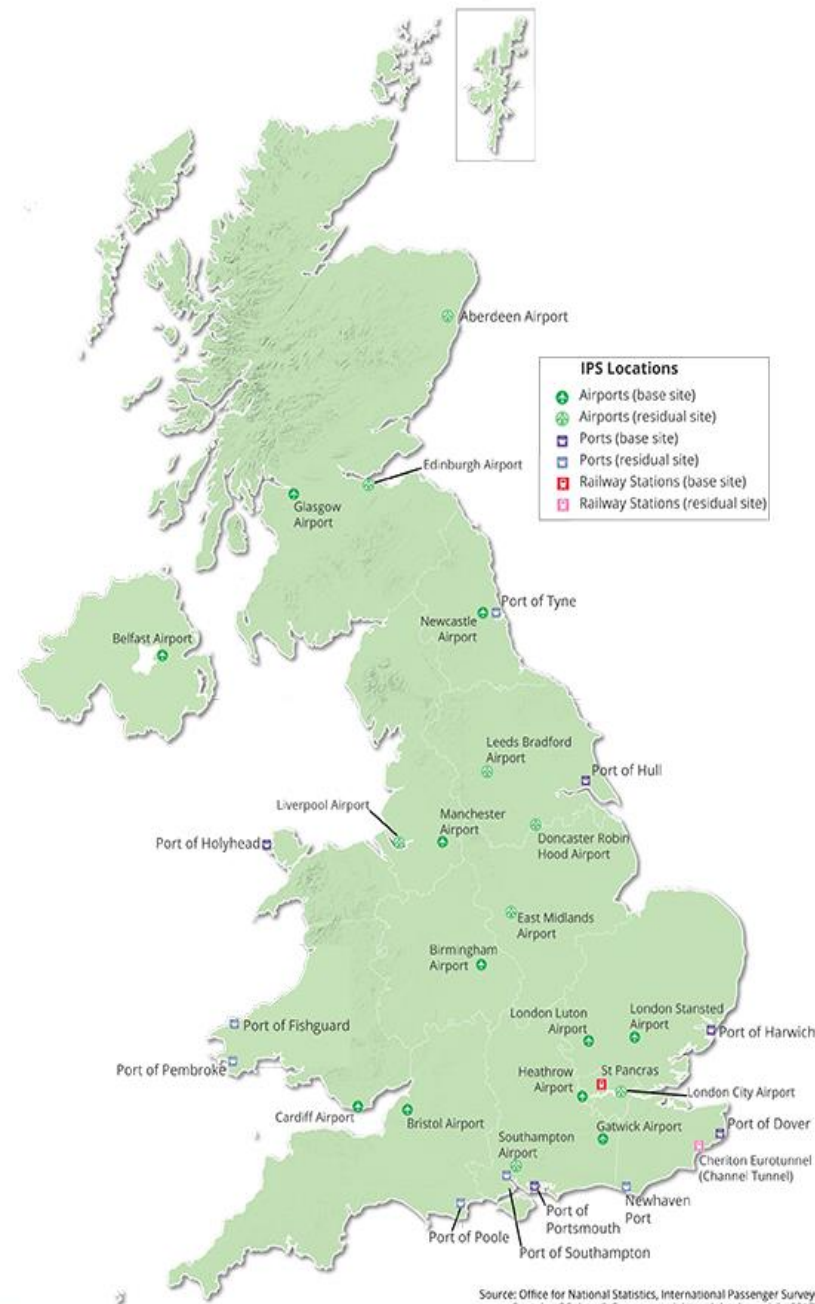 Aberdeen Airport
IPS Locations
Airports (base site)
Airports (residual site)
Ports (base site)
Ports (residual site)
Railway Stations (base site)
Railway Stations (residual site)
Edinburgh Airport
Glasgow
Airport
Port of Tyne
Newcastle
Airport
Belfast Airport
Leeds Bradford
Airport
Port of Hull
Liverpool Airport
Manchester
Airport
Port of Holyhead
Doncaster Robin
Hood Airport
East Midlands
Airport
Birmingham
Airport
London Luton
Airport
London Stansted
Airport
Port of Fishguard
Port of Harwich
Port of Pembroke
Heathrow
Airport
St Pancras
London City Airport
Cardiff Airport
Bristol Airport
Gatwick Airport
Port of Dover
Southampton
Airport
Cheriton Eurotunnel
(Channel Tunnel)
Newhaven
Port
Port of
Portsmouth
Port of Poole
Port of Southampton
Source: Office for National Statistics, International Passenger Survey